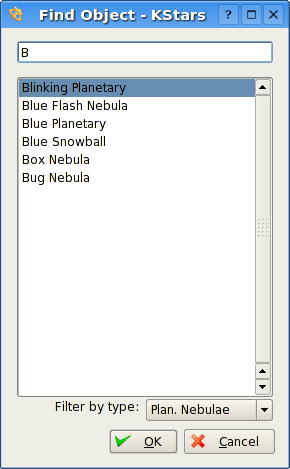 Find Object - KStars
B
Blinking Planetary
Blue Flash Nebula
Blue Planetary
Blue Snowball
Box Nebula
Bug Nebula
Filter by type: Plan. Nebulae
OK Cancel